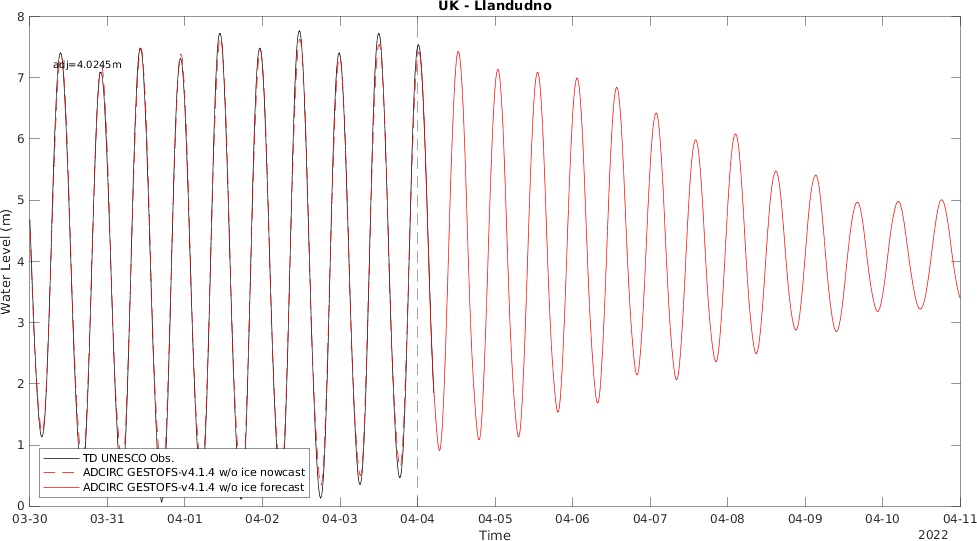 UK - Llandudno
8
7
6
5
4
3
2
1
0
Water Level (m)
adj=4.0245m
TD UNESCO Obs.
ADCIRC GESTOFS-v4.1.4 w/o ice nowcast
ADCIRC GESTOFS-v4.1.4 w/o ice forecast
03-30 03-31 04-01 04-02 04-03 04-04 04-05 04-06 04-07 04-08 04-09 04-10 04-11
Time
2022